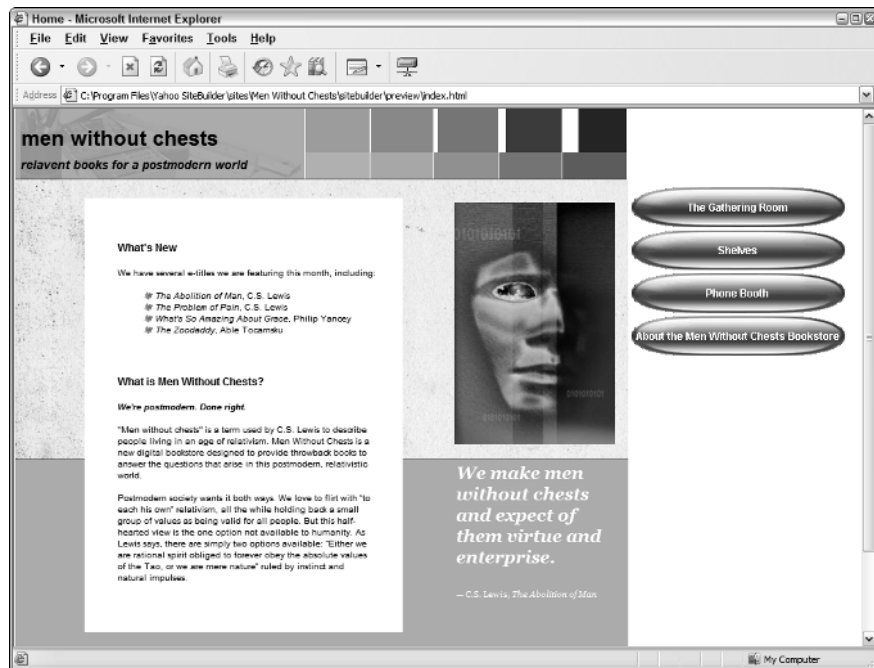 Home - Microsoft Internet Explorer
File Edit View Favorites Tools Help
Address C:\Program Files\Yahoo SiteBuilder\sites\Men Without Chests\sitebuilder\preview\index.html
men without chests
relavent books for a postmodern world
What's New
We have several e-titles we are featuring this month, including:
The Abolition of Man, C.S. Lewis
The Problem of Pain, C.S. Lewis
What's So Amazing About Grace, Philip Yancey
The Zoodaddy, Able Tocamsku
What is Men Without Chests?
We're postmodern. Done right.
"Men without chests" is a term used by C.S. Lewis to describe
people living in an age of relativism. Men Without Chests is a
new digital bookstore designed to provide throwback books to
answer the questions that arise in this postmodern, relativistic
world.
Postmodern society wants it both ways. We love to flirt with "to
each his own" relativism, all the while holding back a small
group of values as being valid for all people. But this half-
hearted view is the one option not available to humanity. As
Lewis says, there are simply two options available: "Either we
are rational spirit obliged to forever obey the absolute values
of the Tao, or we are mere nature" ruled by instinct and
natural impulses.
01010101
0101010101
01010101
We make men
without chests
and expect of
them virtue and
enterprise.
— C.S. Lewis, The Abolition of Man
The Gathering Room
Shelves
Phone Booth
About the Men Without Chests Bookstore
My Computer